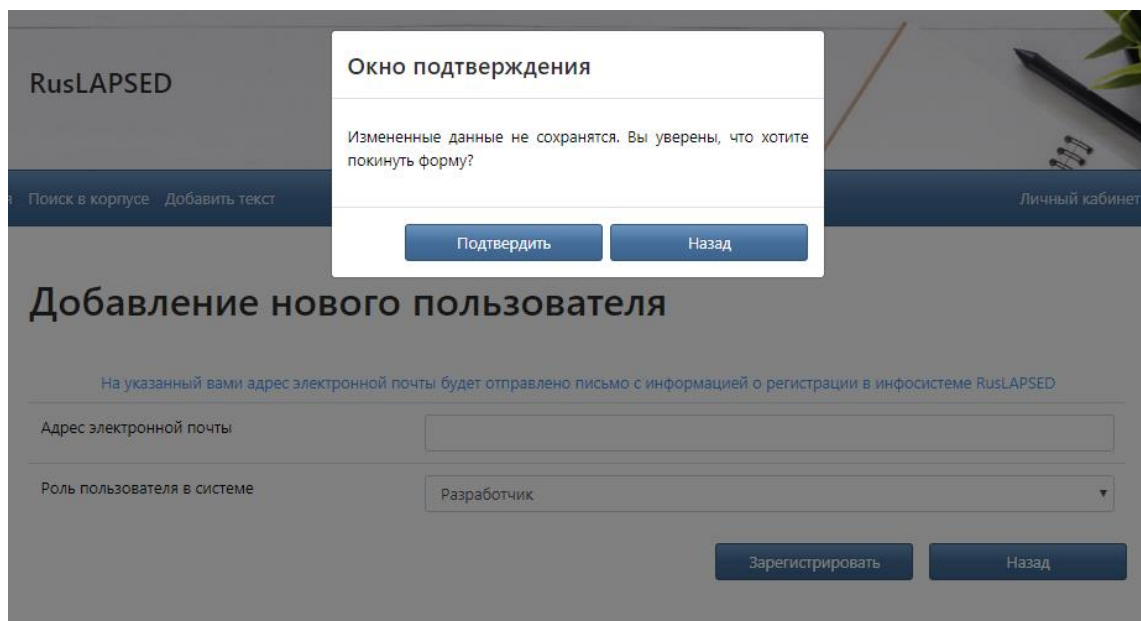 RusLAPSED
Окно подтверждения
Измененные данные не сохранятся. Вы уверены, что хотите
покинуть форму?
Подтвердить Назад
Поиск в корпусе Добавить текст Личный кабинет
Добавление нового пользователя
На указанный вами адрес электронной почты будет отправлено письмо с информацией о регистрации в инфосистеме RusLAPSED
Адрес электронной почты
Роль пользователя в системе Разработчик
Зарегистрировать Назад